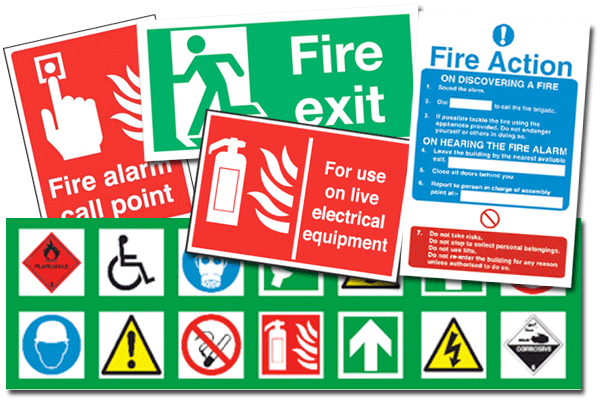 Fire alarm
call point
Fire
exit
For use
on live
electrical
equipment
Fire Action
ON DISCOVERING A FIRE
1. Sound the alarm.
2. Dial to call the fire brigade.
3. If possible tackle the fire using the
appliances provided. Do not endanger
yourself or others in doing so.
ON HEARING THE FIRE ALARM
4. Leave the building by the nearest available
exit.
5. Close all doors behind you.
6. Report to person in charge of assembly
point at:-
7. Do not take risks.
Do not stop to collect personal belongings.
Do not use lifts.
Do not re-enter the building for any reason
unless authorised to do so.
FLAMMABLE
CORROSIVE